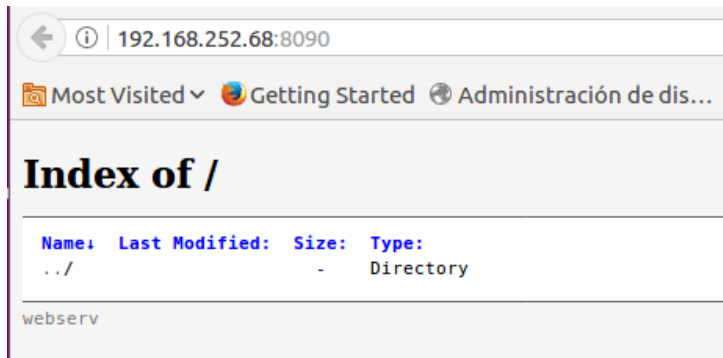 192.168.252.68:8090
Most Visited Getting Started Administración de dis...
Index of /
Name↓ Last Modified: Size: Type:
../ - Directory
webserv